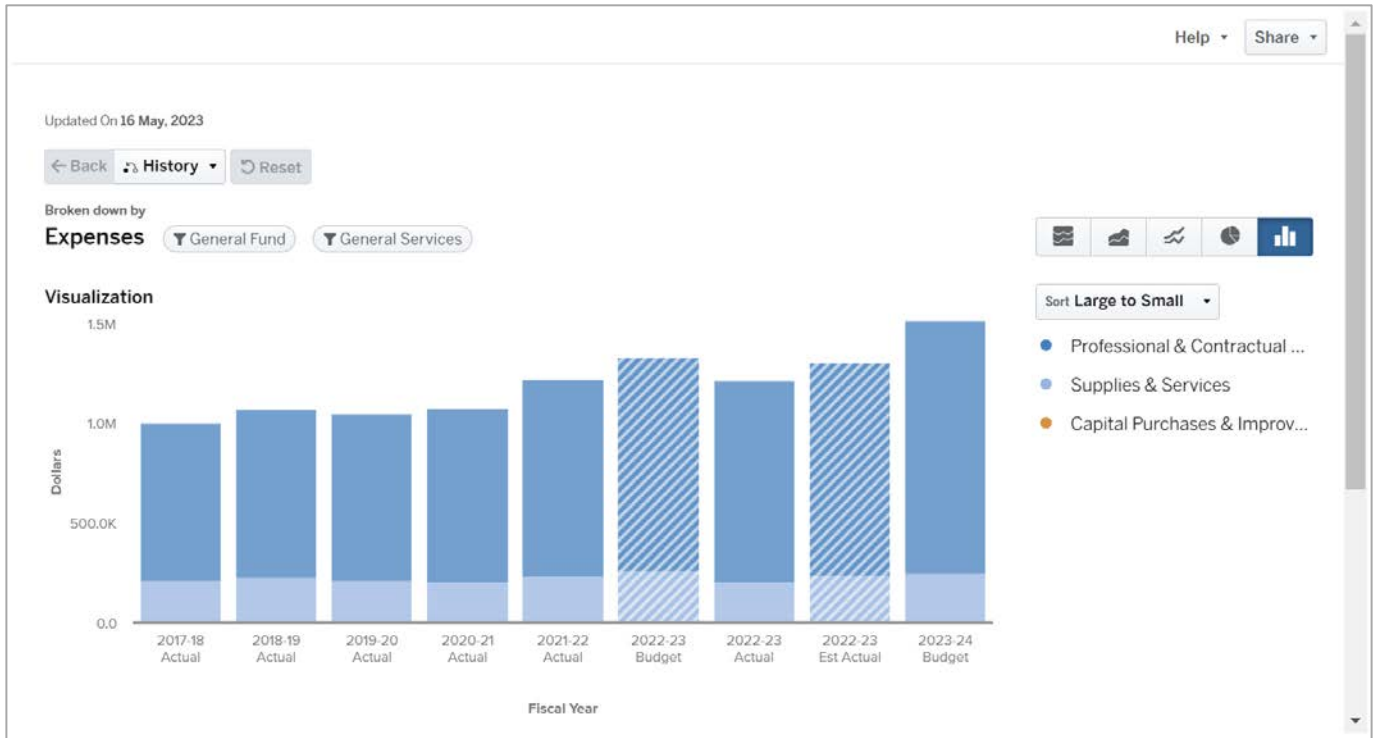 Help Share
Updated On 16 May, 2023
Back History Reset
Broken down by
Expenses General Fund General Services
Visualization
Sort Large to Small
Professional & Contractual ...
Supplies & Services
Capital Purchases & Improv...
1.5M
1.0M
500.0K
0.0
Dollars
2017-18 2018-19 2019-20 2020-21 2021-22 2022-23 2022-23 2022-23 2023-24
Actual Actual Actual Actual Actual Budget Actual Est Actual Budget
Fiscal Year